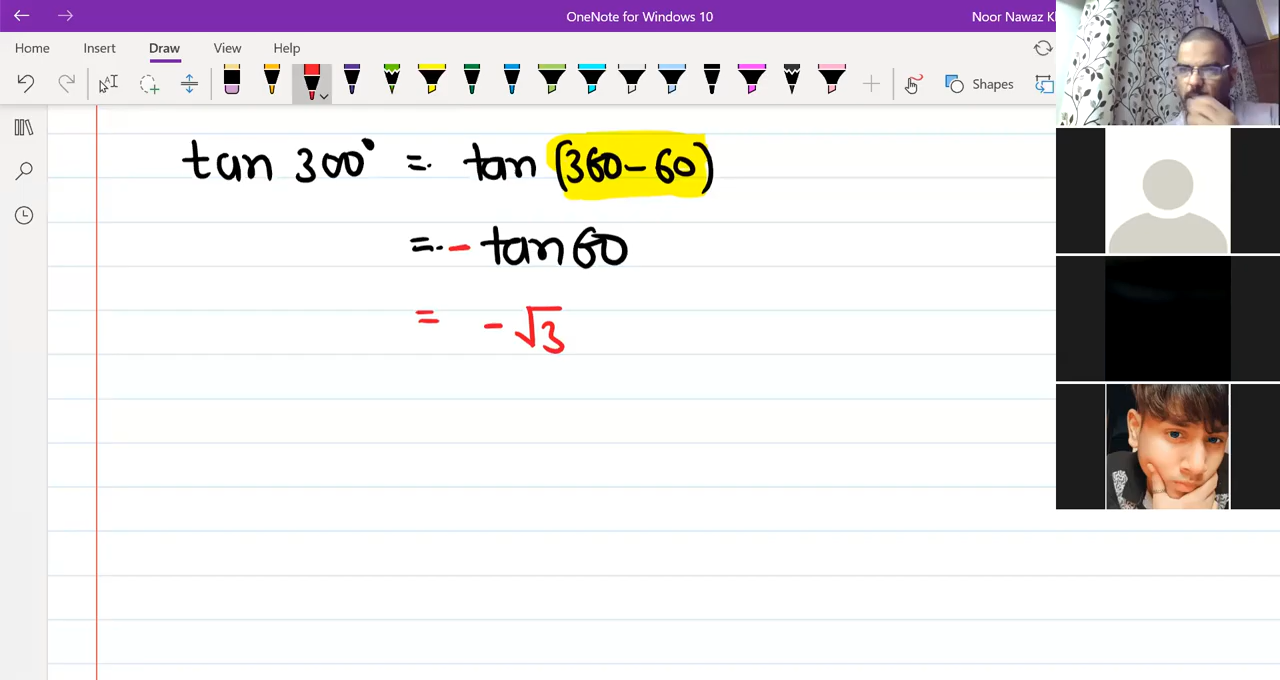 OneNote for Windows 10
Noor Nawaz
Home Insert Draw View Help
Shapes
tan 300° = tan (360 - 60)
= - tan 60
= - √3